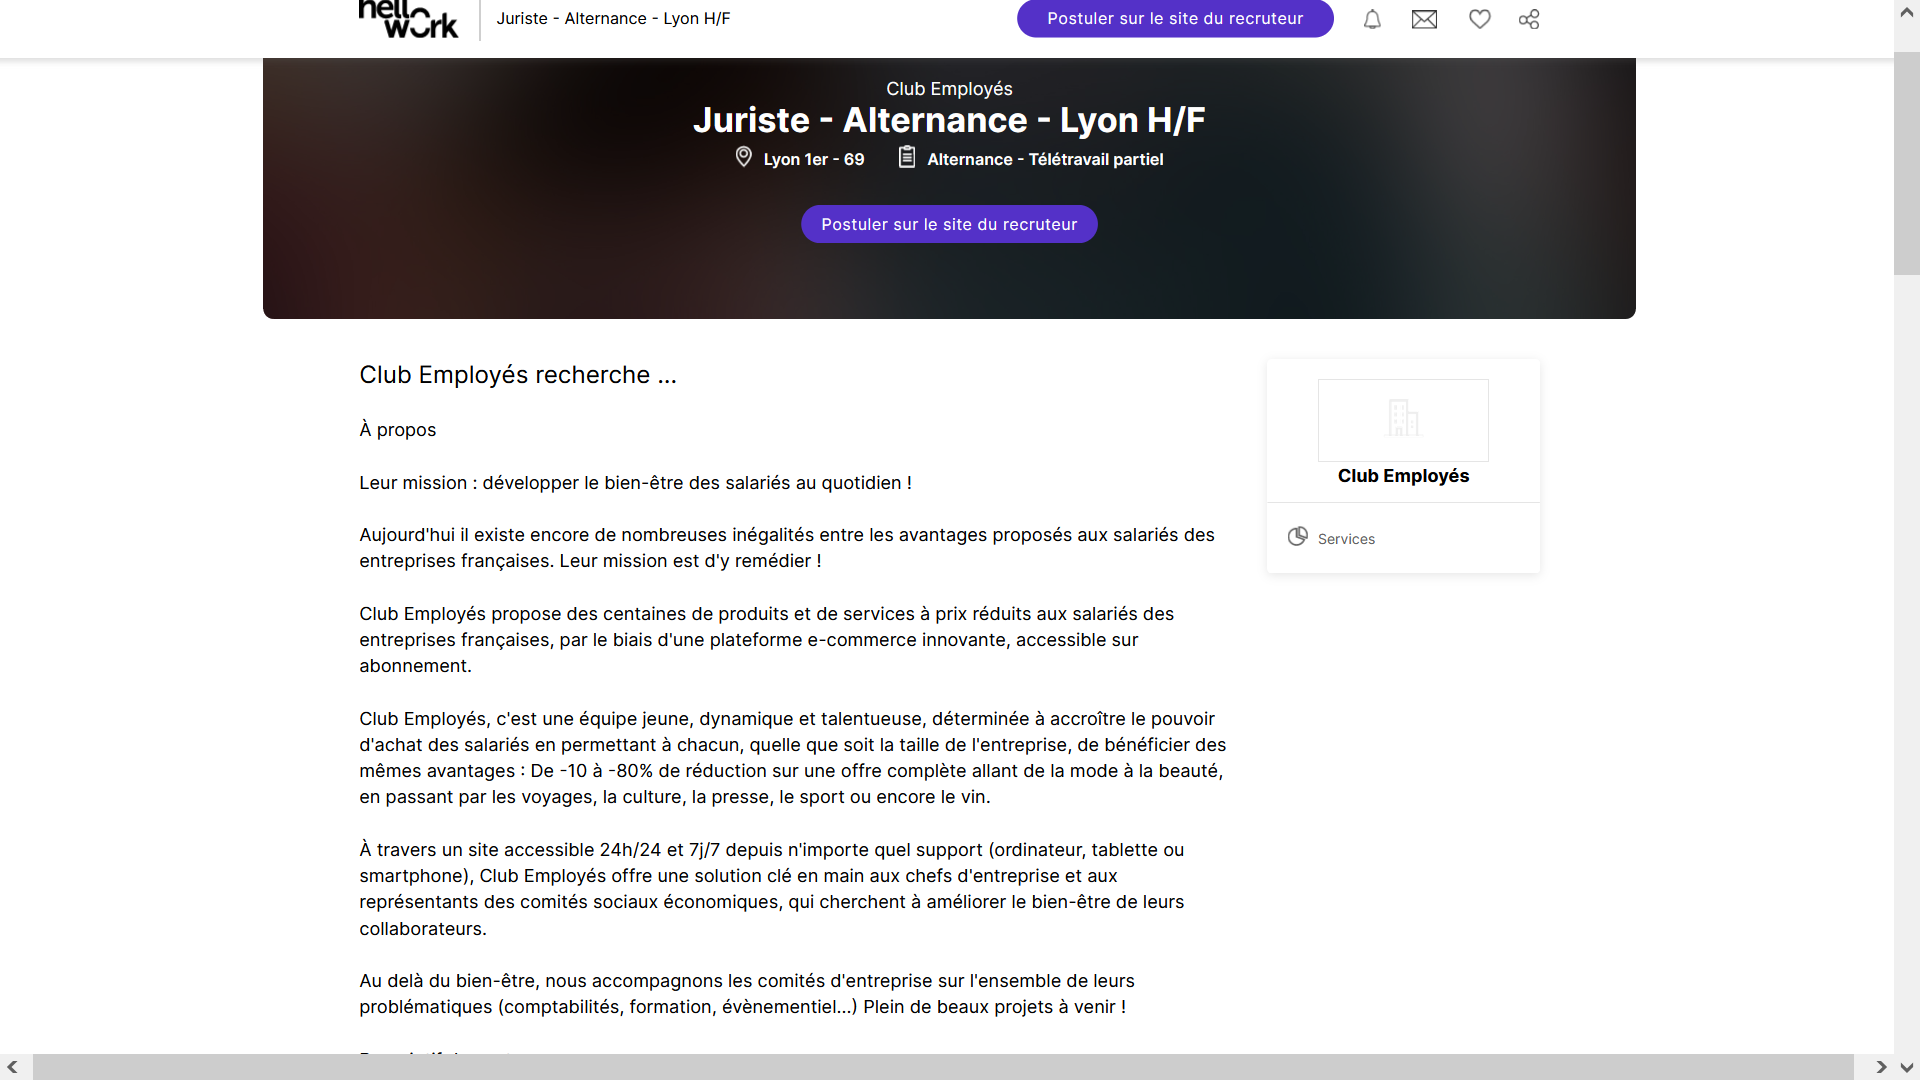 hello
work
Juriste - Alternance - Lyon H/F
Postuler sur le site du recruteur
Club Employés
Juriste - Alternance - Lyon H/F
Lyon 1er - 69
Alternance - Télétravail partiel
Postuler sur le site du recruteur
Club Employés recherche ...
À propos
Leur mission : développer le bien-être des salariés au quotidien !
Aujourd'hui il existe encore de nombreuses inégalités entre les avantages proposés aux salariés des
entreprises françaises. Leur mission est d'y remédier !
Club Employés propose des centaines de produits et de services à prix réduits aux salariés des
entreprises françaises, par le biais d'une plateforme e-commerce innovante, accessible sur
abonnement.
Club Employés, c'est une équipe jeune, dynamique et talentueuse, déterminée à accroître le pouvoir
d'achat des salariés en permettant à chacun, quelle que soit la taille de l'entreprise, de bénéficier des
mêmes avantages : De -10 à -80% de réduction sur une offre complète allant de la mode à la beauté,
en passant par les voyages, la culture, la presse, le sport ou encore le vin.
À travers un site accessible 24h/24 et 7j/7 depuis n'importe quel support (ordinateur, tablette ou
smartphone), Club Employés offre une solution clé en main aux chefs d'entreprise et aux
représentants des comités sociaux économiques, qui cherchent à améliorer le bien-être de leurs
collaborateurs.
Au delà du bien-être, nous accompagnons les comités d'entreprise sur l'ensemble de leurs
problématiques (comptabilités, formation, évènementiel...) Plein de beaux projets à venir !
Club Employés
Services